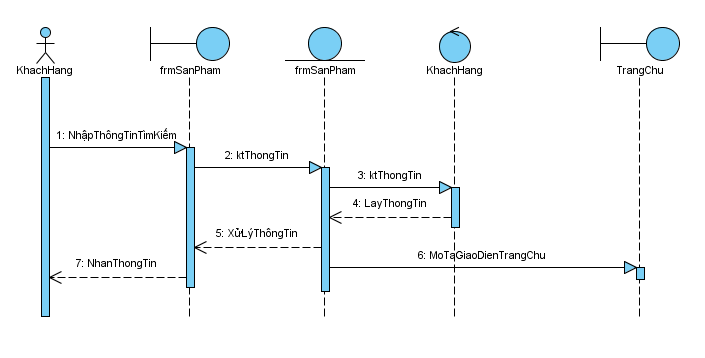 KhachHang
frmSanPham
frmSanPham
KhachHang
TrangChu
1: NhậpThôngTinTìmKiếm
2: ktThongTin
3: ktThongTin
4: LayThongTin
5: XửLýThôngTin
6: MoTaGiaoDienTrangChu
7: NhanThongTin